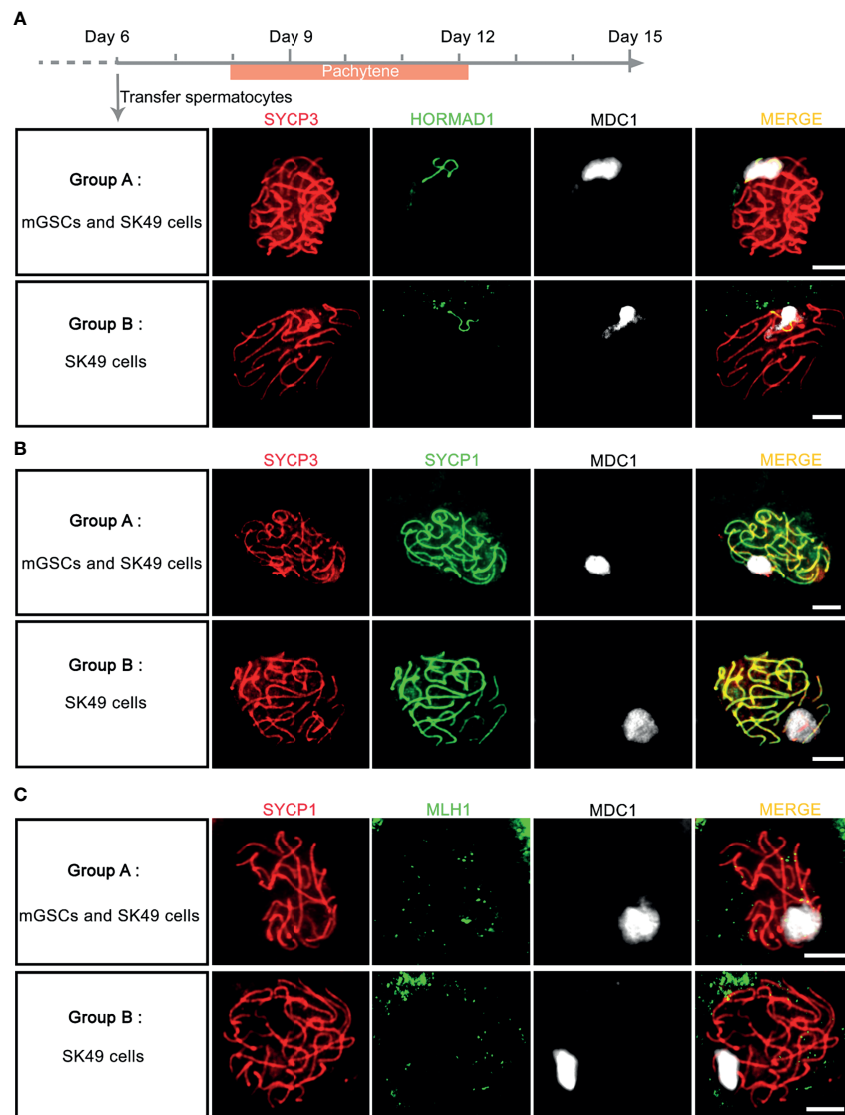 A
Day 6 Day 9 Day 12 Day 15
Pachytene
Transfer spermatocytes
SYCP3 HORMAD1 MDC1 MERGE
Group A :
mGSCs and SK49 cells
Group B :
SK49 cells
B
SYCP3 SYCP1 MDC1 MERGE
Group A :
mGSCs and SK49 cells
Group B :
SK49 cells
C
SYCP1 MLH1 MDC1 MERGE
Group A :
mGSCs and SK49 cells
Group B :
SK49 cells